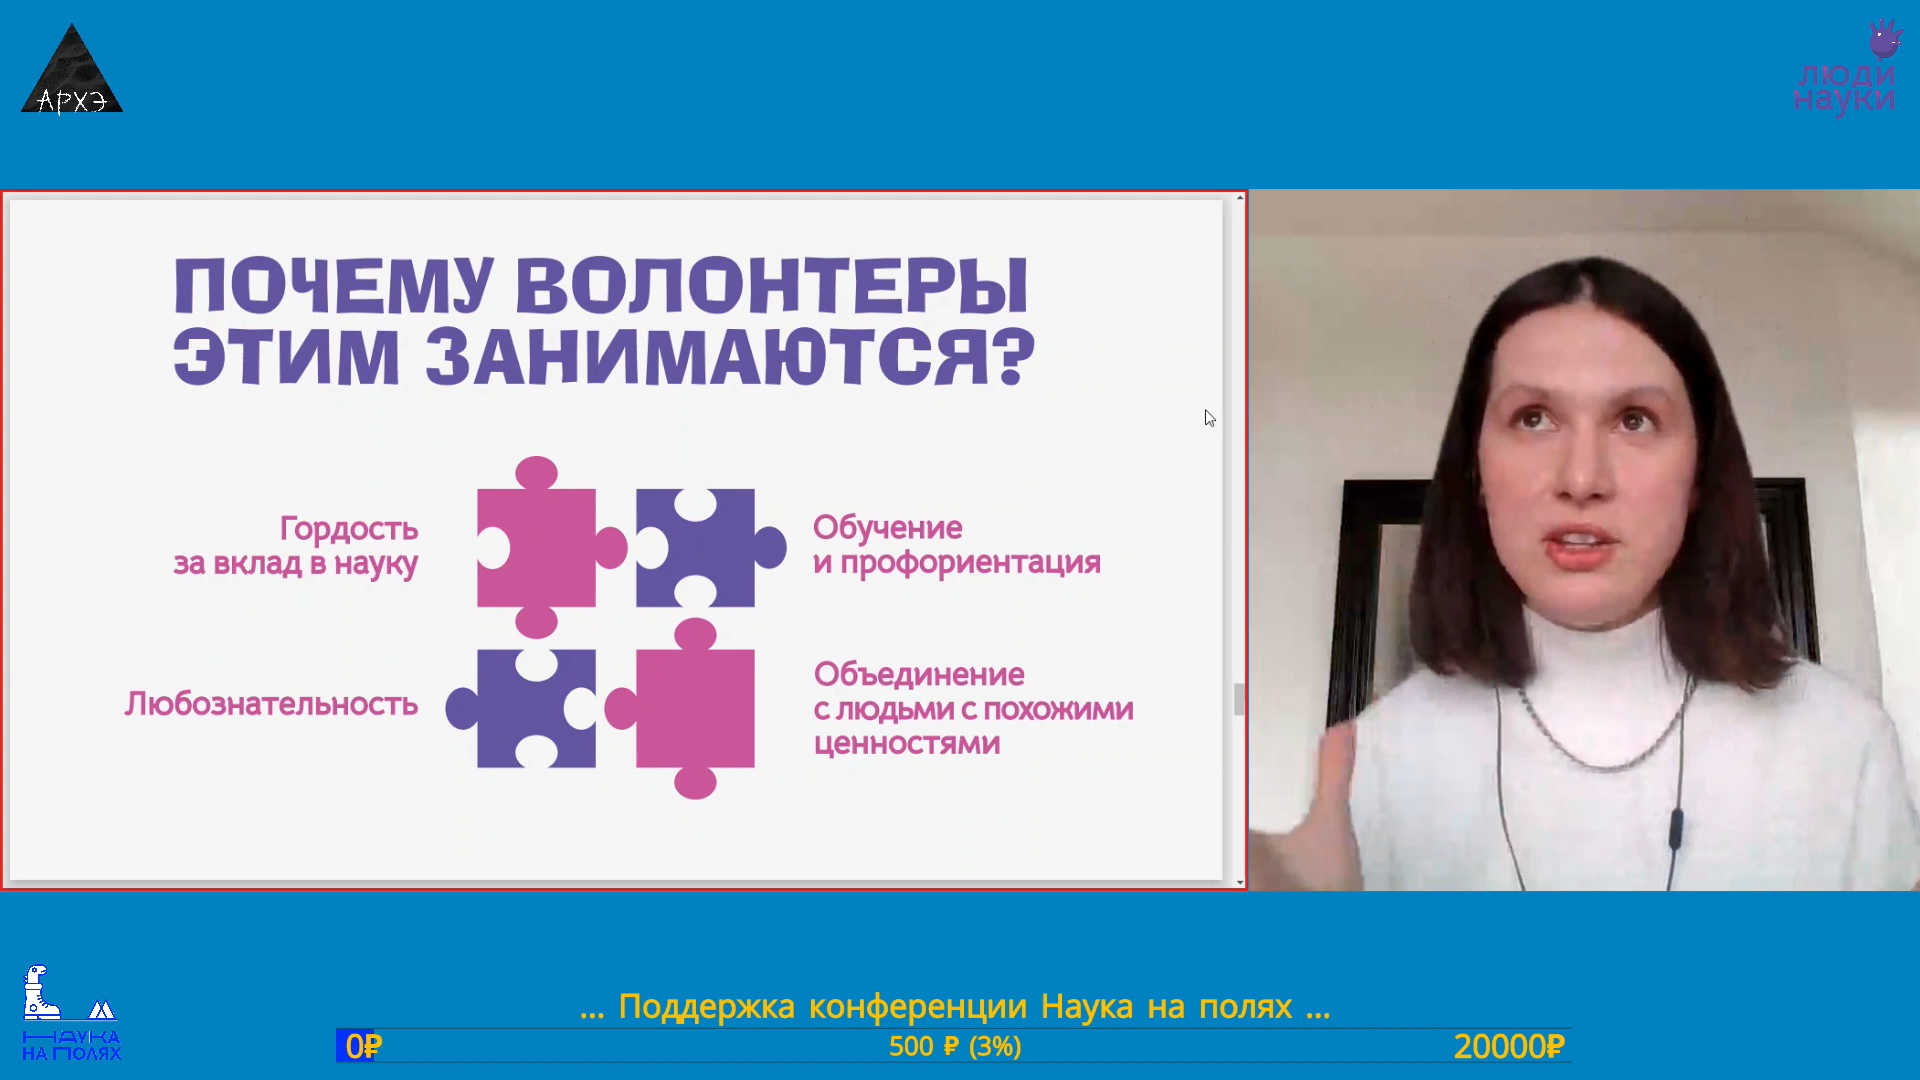 АРХЭ
люди
науки
ПОЧЕМУ ВОЛОНТЕРЫ
ЭТИМ ЗАНИМАЮТСЯ?
Гордость
за вклад в науку
Обучение
и профориентация
Любознательность
Объединение
с людьми с похожими
ценностями
НАУКА
НА ПОЛЯХ
... Поддержка конференции Наука на полях ...
0₽
500 ₽ (3%)
20000₽